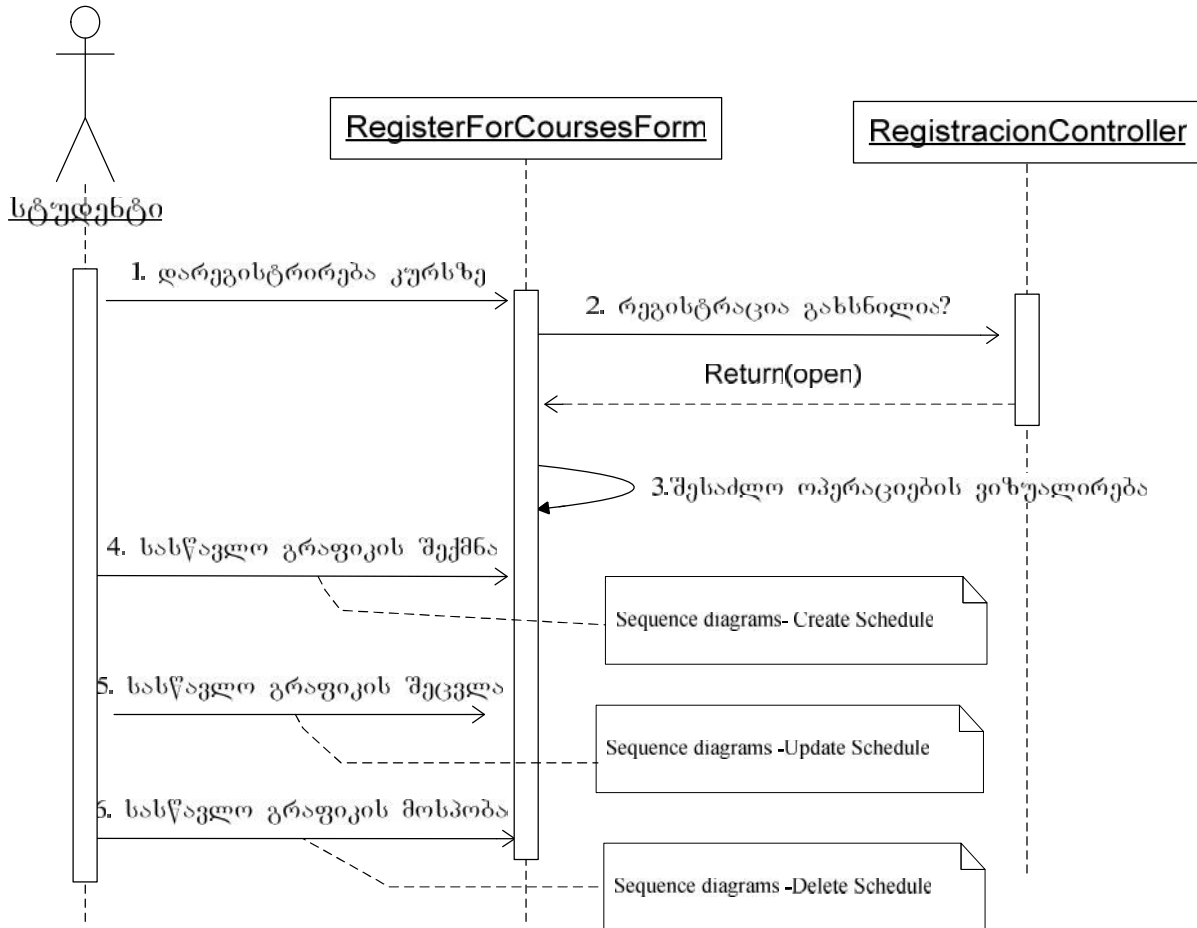 RegisterForCoursesForm
RegistracionController
სტუდენტი
1. დარეგისტრირება კურსზე
2. რეგისტრაცია გახსნილია?
Return(open)
3.შესაძლო ოპერაციების ვიზუალირება
4. სასწავლო გრაფიკის შექმნა
Sequence diagrams- Create Schedule
5. სასწავლო გრაფიკის შეცვლა
Sequence diagrams -Update Schedule
6. სასწავლო გრაფიკის მოსპობა
Sequence diagrams -Delete Schedule